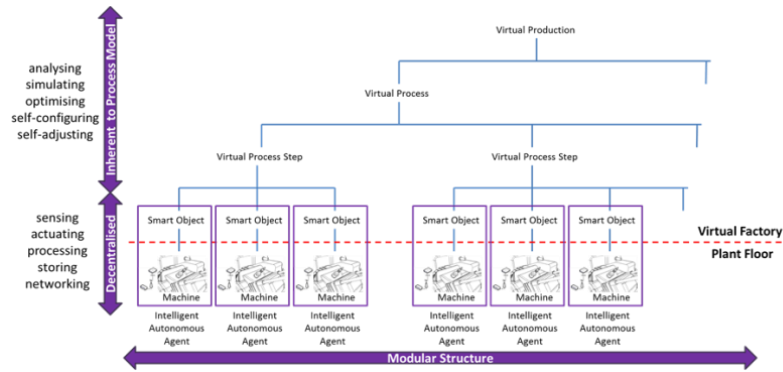 Virtual Production
analysing
simulating
optimising
self-configuring
self-adjusting
Inherent to Process Model
Virtual Process
Virtual Process Step
Virtual Process Step
sensing
actuating
processing
storing
networking
Decentralised
Smart Object
Smart Object
Smart Object
Smart Object
Smart Object
Smart Object
Virtual Factory
Plant Floor
Machine
Machine
Machine
Machine
Machine
Machine
Intelligent
Autonomous
Agent
Intelligent
Autonomous
Agent
Intelligent
Autonomous
Agent
Intelligent
Autonomous
Agent
Intelligent
Autonomous
Agent
Intelligent
Autonomous
Agent
Modular Structure